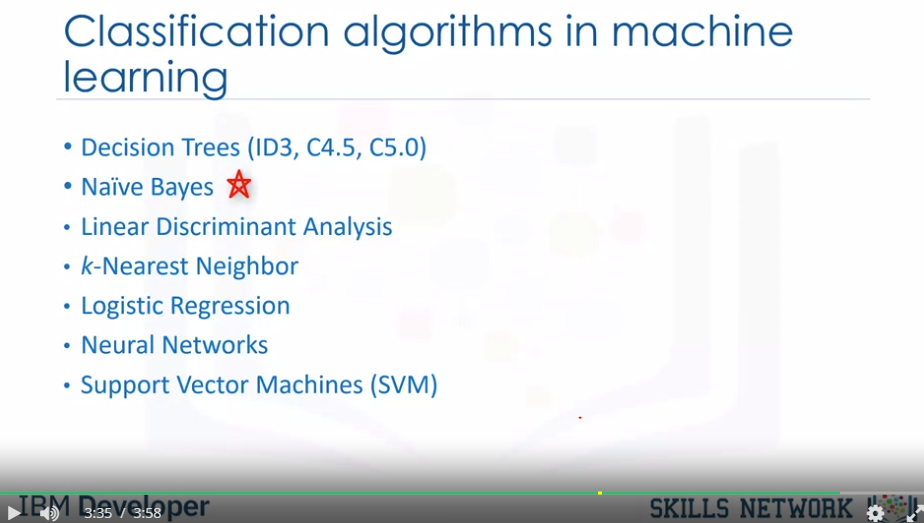 Classification algorithms in machine
learning
• Decision Trees (ID3, C4.5, C5.0)
• Naïve Bayes
• Linear Discriminant Analysis
• k-Nearest Neighbor
• Logistic Regression
• Neural Networks
• Support Vector Machines (SVM)
IBM Developer
SKILLS NETWORK
3:35 / 3:58